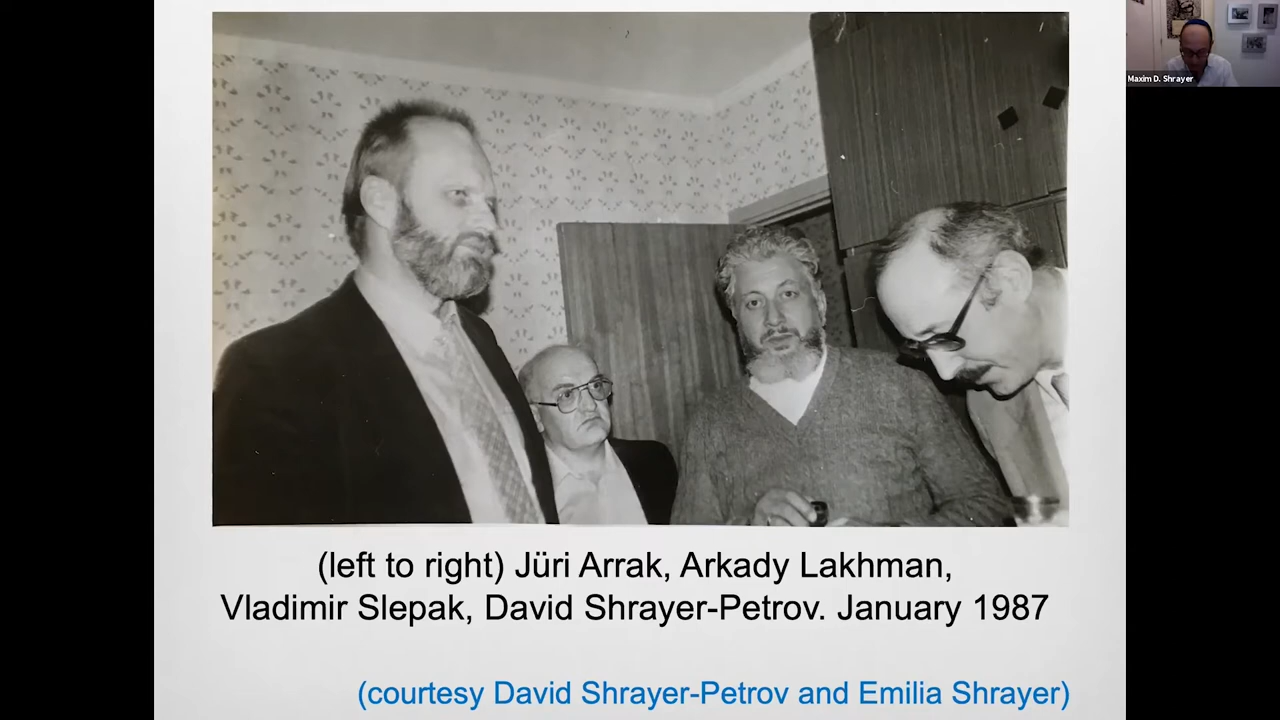 Maxim D. Shrayer
(left to right) Jüri Arrak, Arkady Lakhman,
Vladimir Slepak, David Shrayer-Petrov. January 1987
(courtesy David Shrayer-Petrov and Emilia Shrayer)